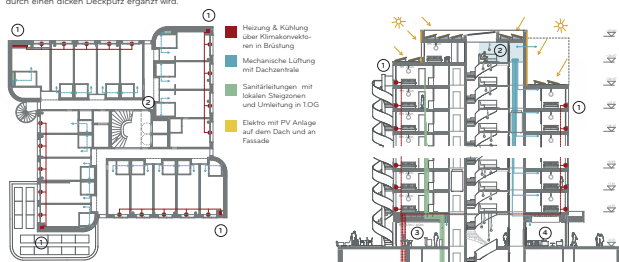 durch einen dicken Deckputz ergänzt wird.
1
1
2
1
1
Heizung & Kühlung
über Klimakonvekto-
ren in Brüstung
Mechanische Lüftung
mit Dachzentrale
Sanitärleitungen mit
lokalen Steigzonen
und Umleitung in 1.OG
Elektro mit PV Anlage
auf dem Dach und an
Fassade
2
1
1
3
4